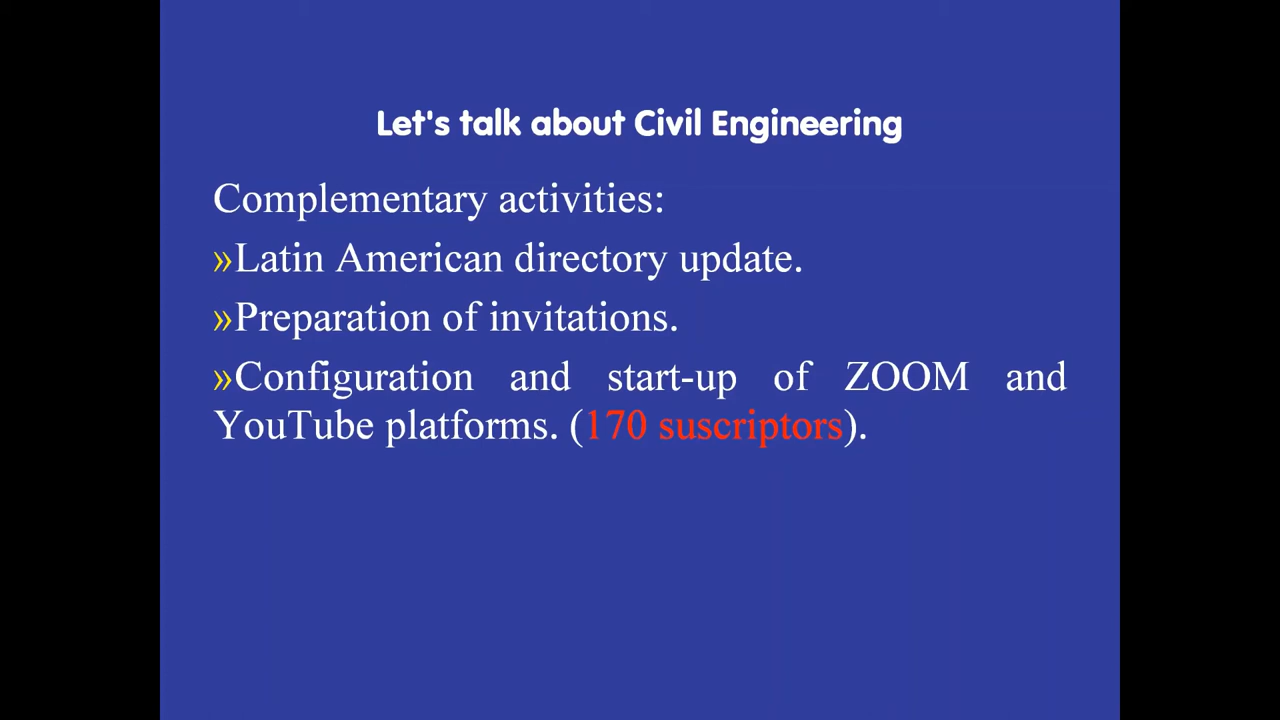 Let's talk about Civil Engineering
Complementary activities:
»Latin American directory update.
»Preparation of invitations.
»Configuration and start-up of ZOOM and
YouTube platforms. (170 suscriptors).